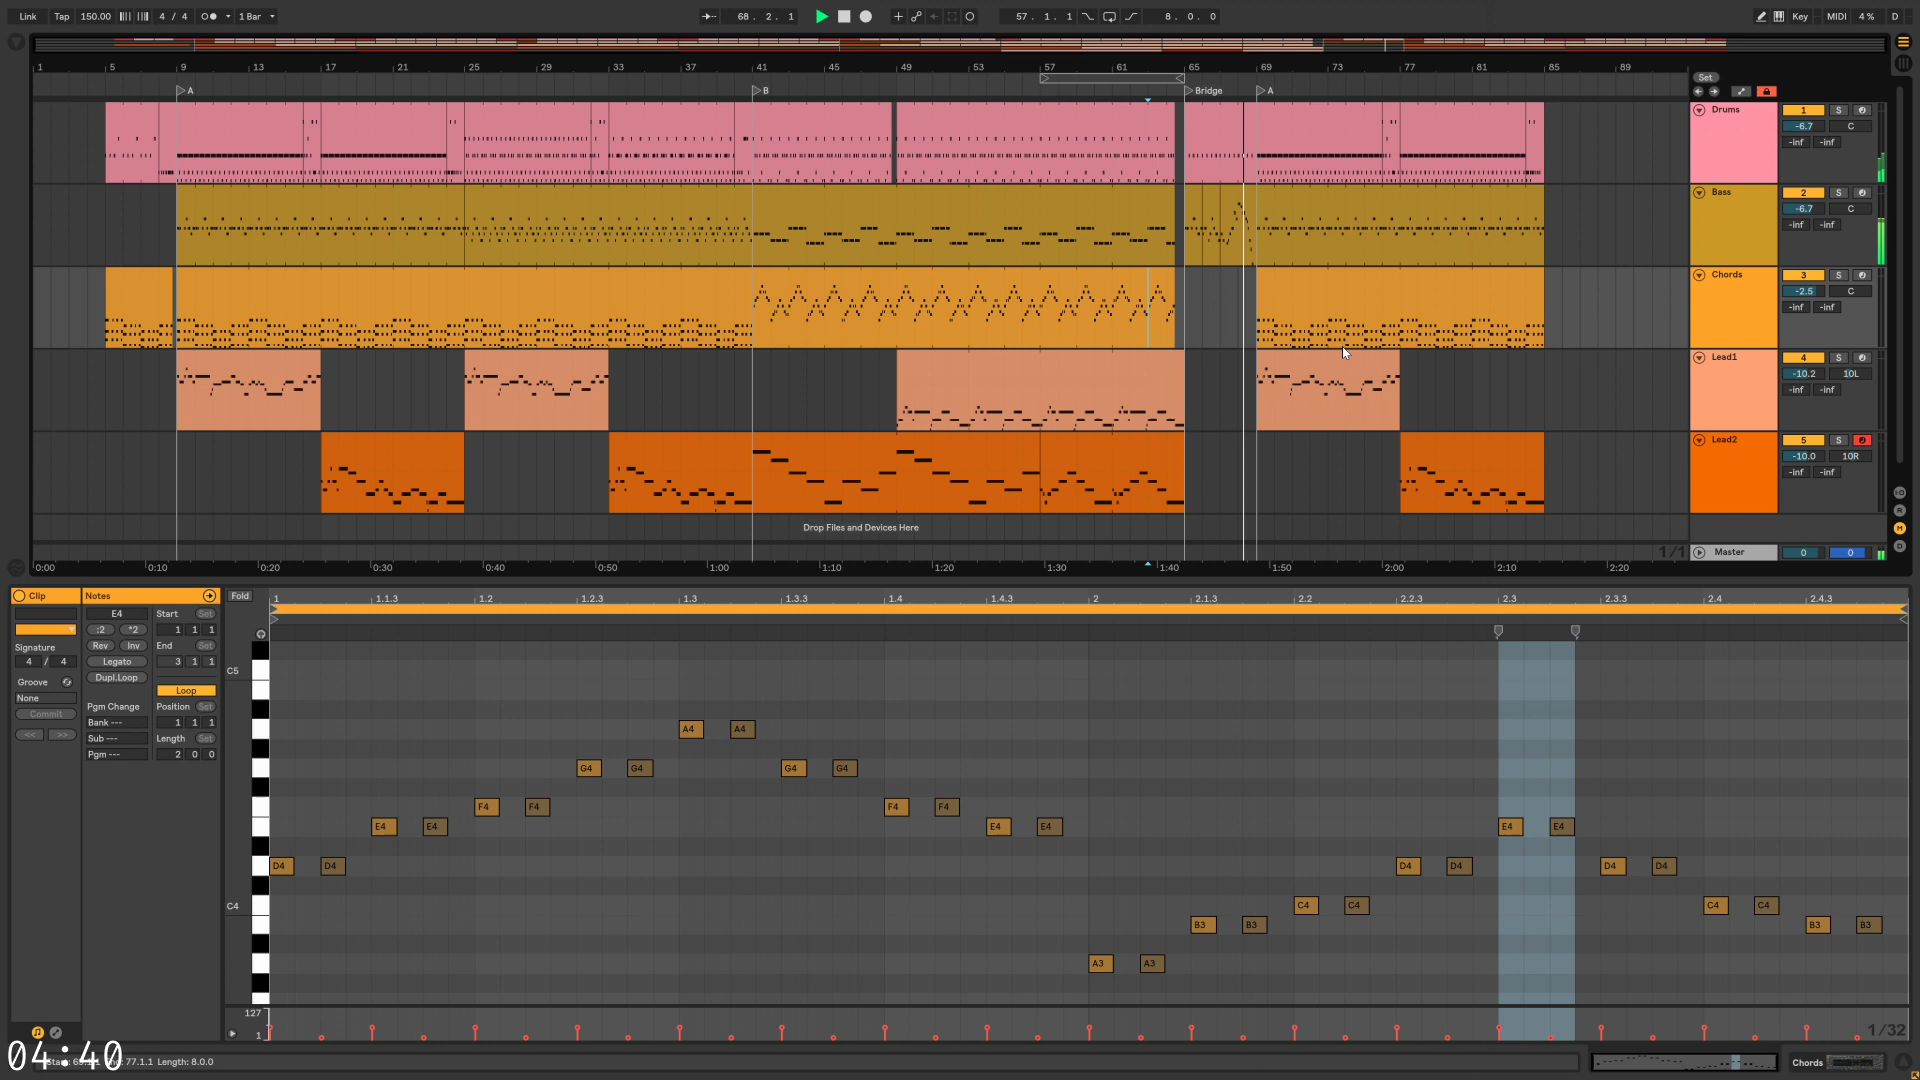 Link Tap 150.00 4 / 4 1 Bar 68. 2. 1 57. 1. 1 8. 0. 0 Key MIDI 4% D
1 5 9 13 17 21 25 29 33 37 41 45 49 53 57 61 65 69 73 77 81 85 89 Set
A B Bridge A
Drums 1 S
-6.7 C
-inf -inf
Bass 2 S
-6.7 C
-inf -inf
Chords 3 S
-2.5 C
-inf -inf
Lead1 4 S
-10.2 10L
-inf -inf
Lead2 5 S
-10.0 10R
-inf -inf
Drop Files and Devices Here
1/1 Master 0 0
0:00 0:10 0:20 0:30 0:40 0:50 1:00 1:10 1:20 1:30 1:40 1:50 2:00 2:10 2:20
Clip Notes Fold 1 1.1.3 1.2 1.2.3 1.3 1.3.3 1.4 1.4.3 2 2.1.3 2.2 2.2.3 2.3 2.3.3 2.4 2.4.3
E4 Start Set
:2 *2 1 1 1
Signature Rev Inv End Set
4 / 4 Legato 3 1 1
Groove Dupl.Loop
None Loop
Commit Pgm Change Position Set
<< >> Bank --- 1 1 1
Sub --- Length Set
Pgm --- 2 0 0
C5
A4 A4
G4 G4 G4 G4
F4 F4 F4 F4
E4 E4 E4 E4 E4 E4
D4 D4 D4 D4 D4 D4
C4 C4 C4 C4 C4
B3 B3 B3 B3
A3 A3
127
1 1/32
04:40 77.1.1 Length: 8.0.0 Chords